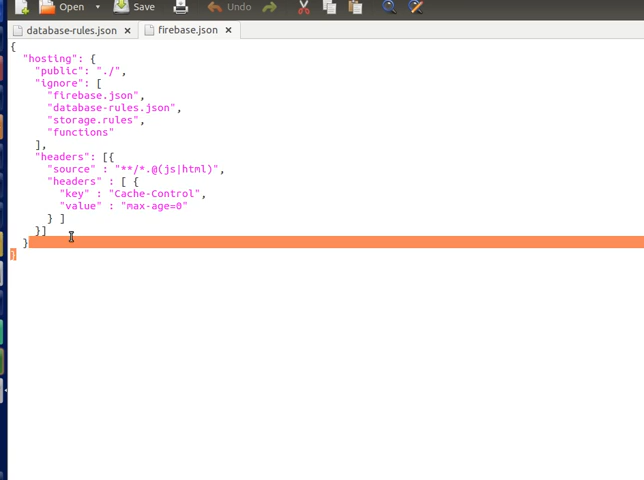 Open Save Undo
database-rules.json × firebase.json ×
{
"hosting": {
"public": "./",
"ignore": [
"firebase.json",
"database-rules.json",
"storage.rules",
"functions"
],
"headers": [{
"source" : "**/*.@(js|html)",
"headers" : [ {
"key" : "Cache-Control",
"value" : "max-age=0"
} ]
}]
}
}